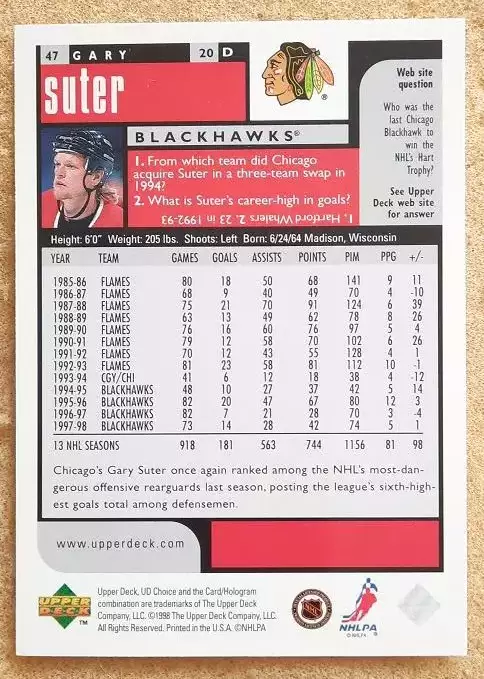 47 GARY 20 D
suter
BLACKHAWKS®
1. From which team did Chicago
acquire Suter in a three-team swap in
1994?
2. What is Suter's career-high in goals?
1. Hartford Whalers 2. 23 in 1992-93
Web site
question
Who was the
last Chicago
Blackhawk to
win the
NHL's Hart
Trophy?
See Upper
Deck web site
for answer
Height: 6'0" Weight: 205 lbs. Shoots: Left Born: 6/24/64 Madison, Wisconsin
YEAR TEAM GAMES GOALS ASSISTS POINTS PIM PPG +/-
1985-86 FLAMES 80 18 50 68 141 9 11
1986-87 FLAMES 68 9 40 49 70 4 -10
1987-88 FLAMES 75 21 70 91 124 6 39
1988-89 FLAMES 63 13 49 62 78 8 26
1989-90 FLAMES 76 16 60 76 97 5 4
1990-91 FLAMES 79 12 58 70 102 6 26
1991-92 FLAMES 70 12 43 55 128 4 1
1992-93 FLAMES 81 23 58 81 112 10 -1
1993-94 CGY/CHI 41 6 12 18 38 4 -12
1994-95 BLACKHAWKS 48 10 27 37 42 5 14
1995-96 BLACKHAWKS 82 20 47 67 80 12 3
1996-97 BLACKHAWKS 82 7 21 28 70 3 -4
1997-98 BLACKHAWKS 73 14 28 42 74 5 1
13 NHL SEASONS 918 181 563 744 1156 81 98
Chicago's Gary Suter once again ranked among the NHL's most-dan-
gerous offensive rearguards last season, posting the league's sixth-high-
est goals total among defensemen.
www.upperdeck.com
UPPER
DECK
Upper Deck, UD Choice and the Card/Hologram
combination are trademarks of The Upper Deck
Company, LLC. ©1998 The Upper Deck Company, LLC.
All Rights Reserved. Printed in the U.S.A. ©NHLPA
NHL
NHLPA
©NHLPA